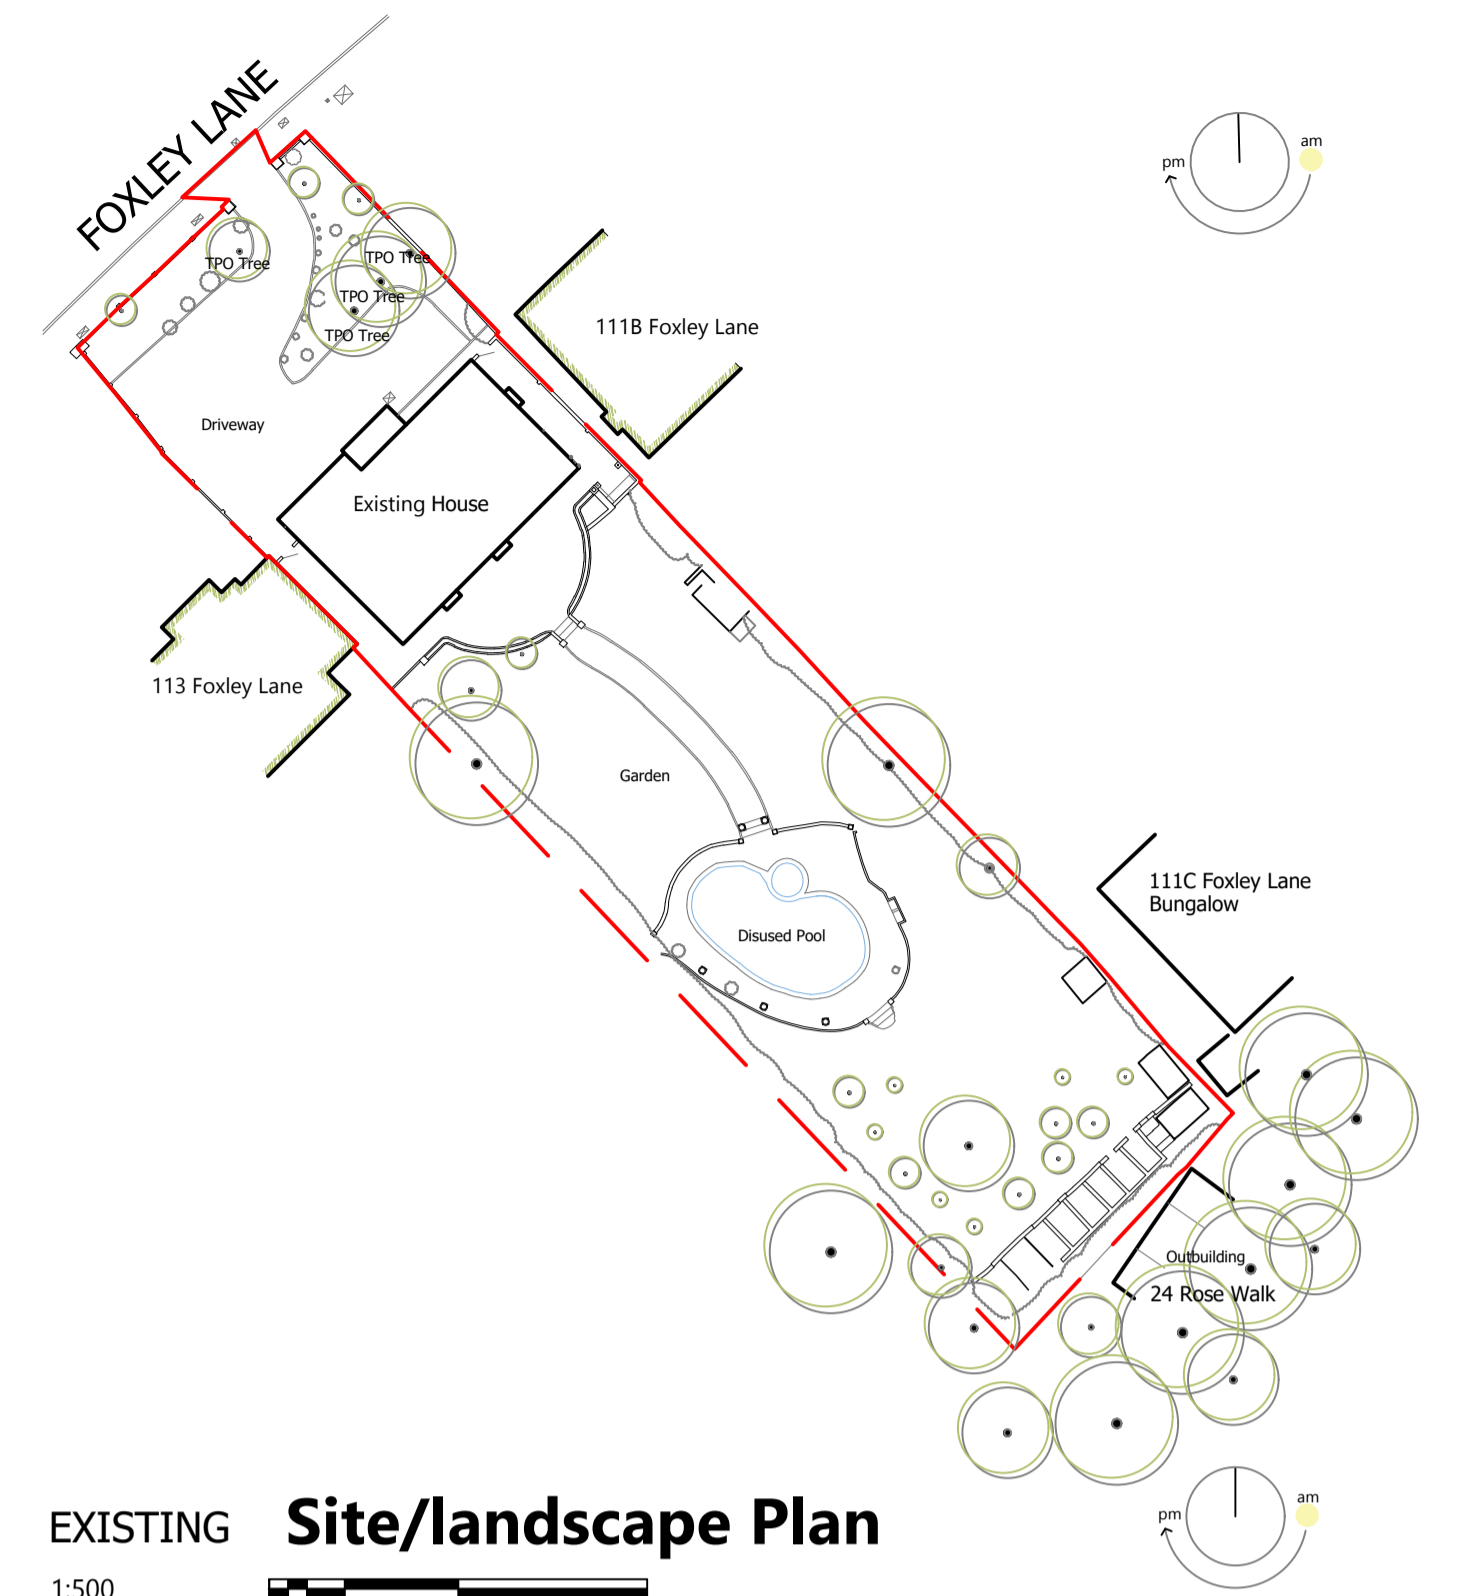 FOXLEY LANE
am
pm
TPO Tree
TPO Tree
TPO Tree
TPO Tree
111B Foxley Lane
Driveway
Existing House
113 Foxley Lane
Garden
111C Foxley Lane
Bungalow
Disused Pool
Outbuilding
24 Rose Walk
am
pm
EXISTING Site/landscape Plan
1:500